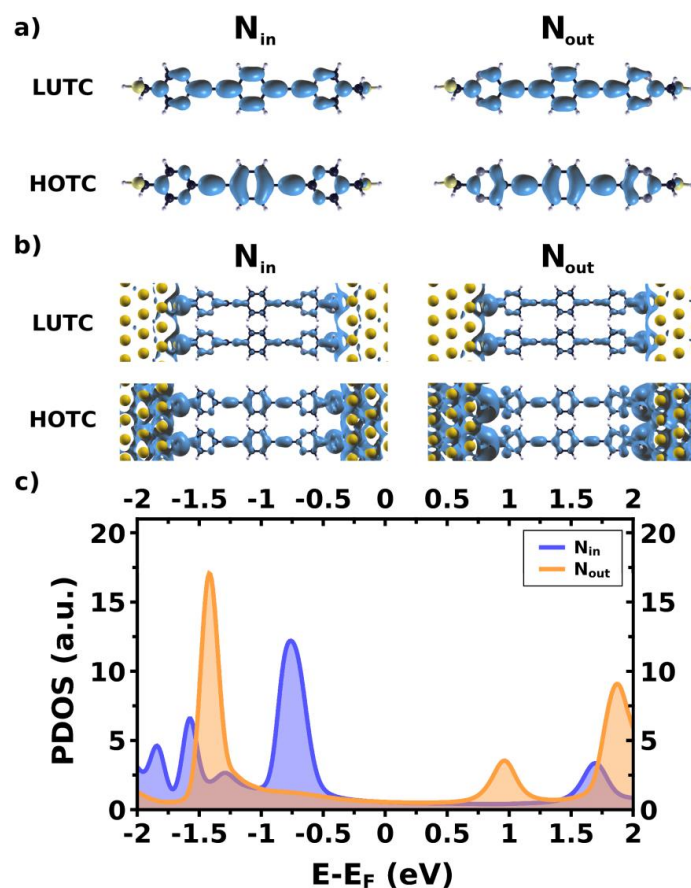 a)
N_in N_out
LUTC
HOTC
b)
N_in N_out
LUTC
HOTC
c)
-2 -1.5 -1 -0.5 0 0.5 1 1.5 2
20 20
15 15
10 10
5 5
0 0
PDOS (a.u.)
N_in
N_out
-2 -1.5 -1 -0.5 0 0.5 1 1.5 2
E-E_F (eV)